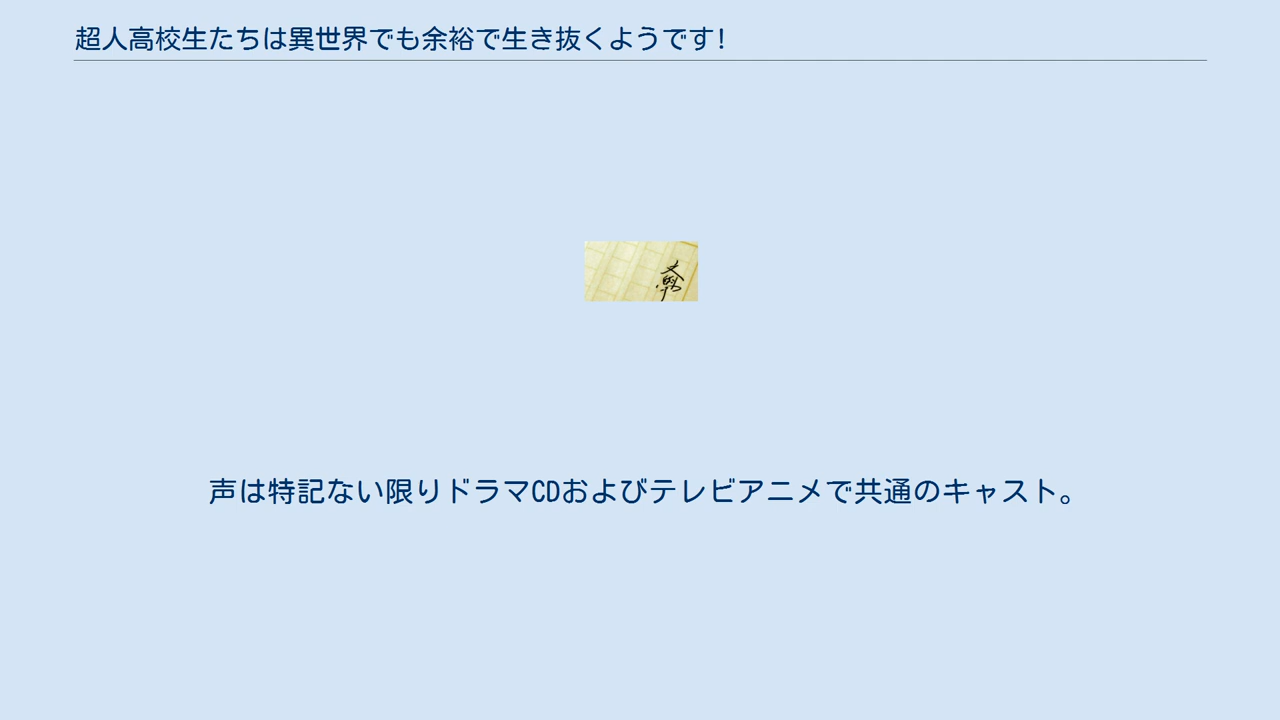 超人高校生たちは異世界でも余裕で生き抜くようです!
声は特記ない限りドラマCDおよびテレビアニメで共通のキャスト。